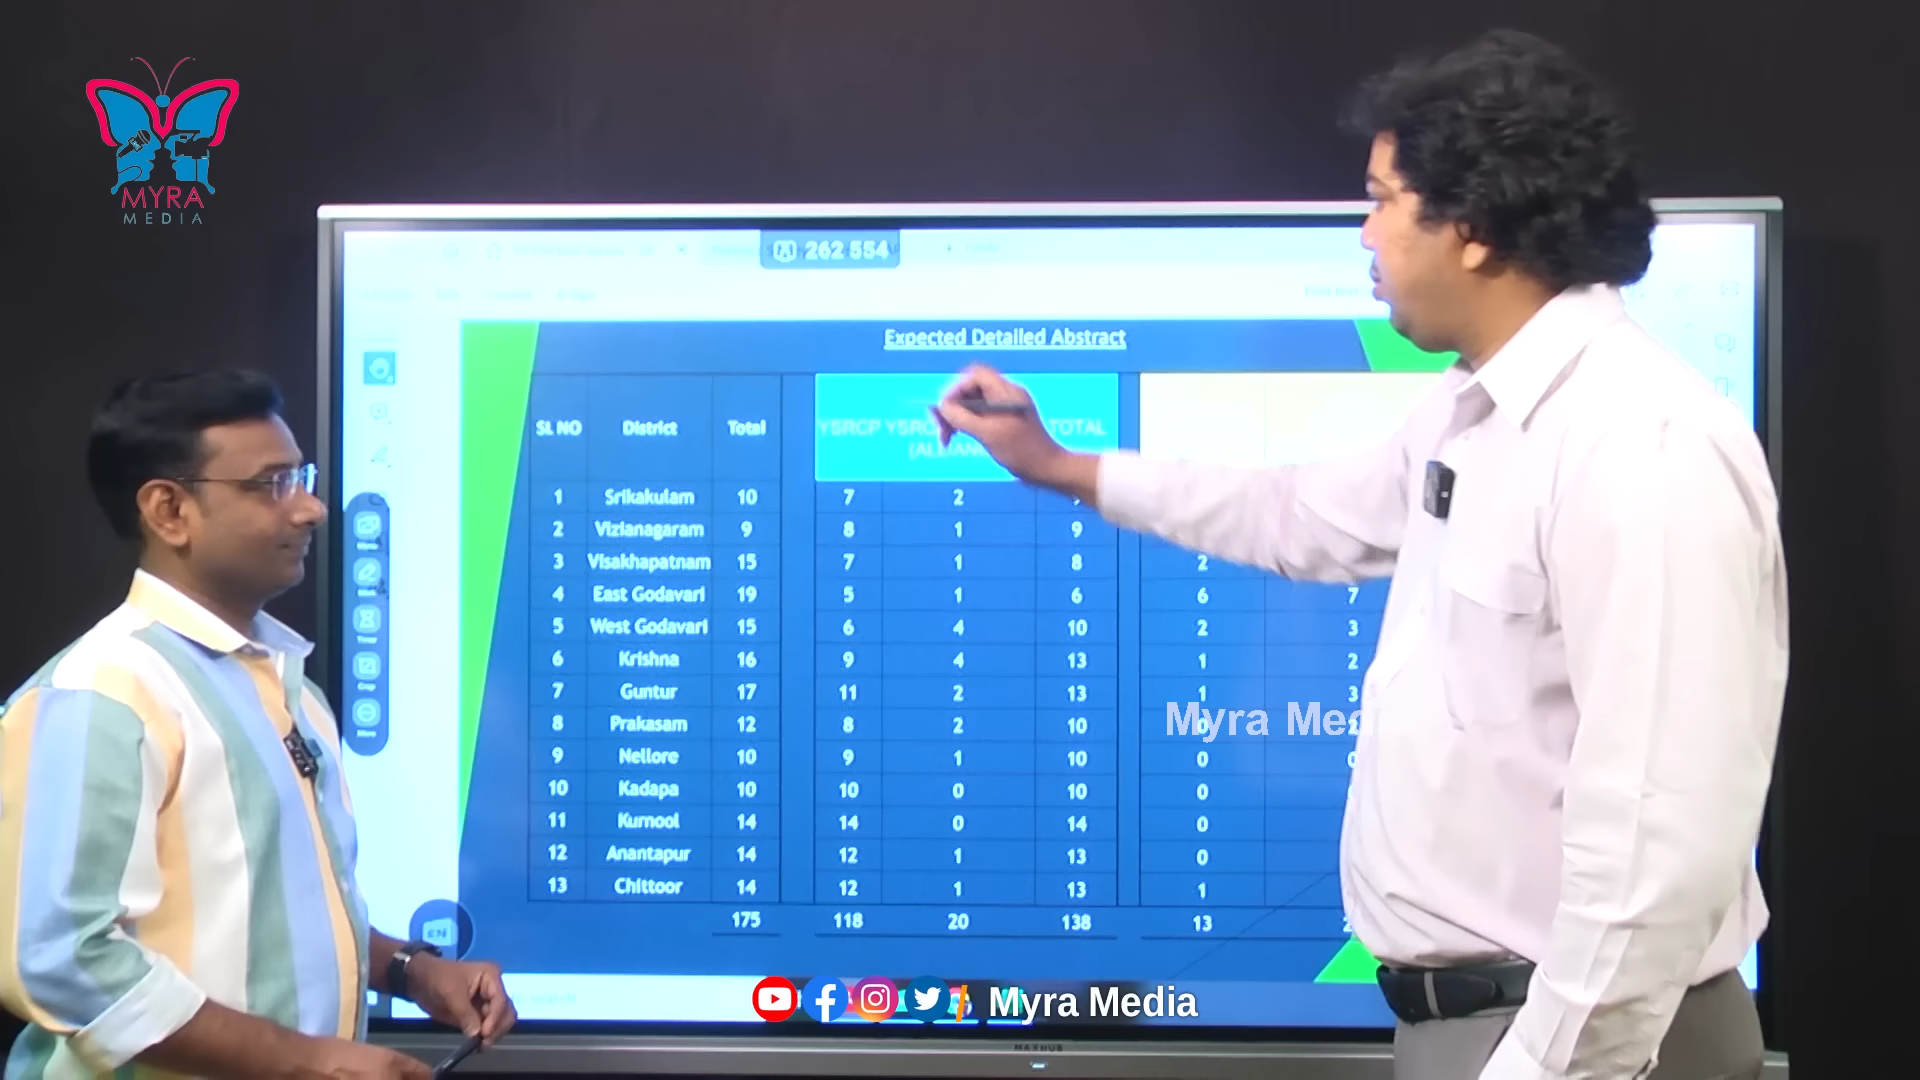 MYRA
MEDIA
262 554
Expected Detailed Abstract
SL NO District Total YSRCP TOTAL
1 Srikakulam 10 7 2
2 Vizianagaram 9 8 1 9
3 Visakhapatnam 15 7 1 8 2
4 East Godavari 19 5 1 6 6 7
5 West Godavari 15 6 4 10 2 3
6 Krishna 16 9 4 13 1 2
7 Guntur 17 11 2 13 1 3
8 Prakasam 12 8 2 10 0
Myra
9 Nellore 10 9 1 10 0
10 Kadapa 10 10 0 10 0
11 Kurnool 14 14 0 14 0
12 Anantapur 14 12 1 13 0
13 Chittoor 14 12 1 13 1
175 118 20 138 13
EN
Myra Media
MAXHUB